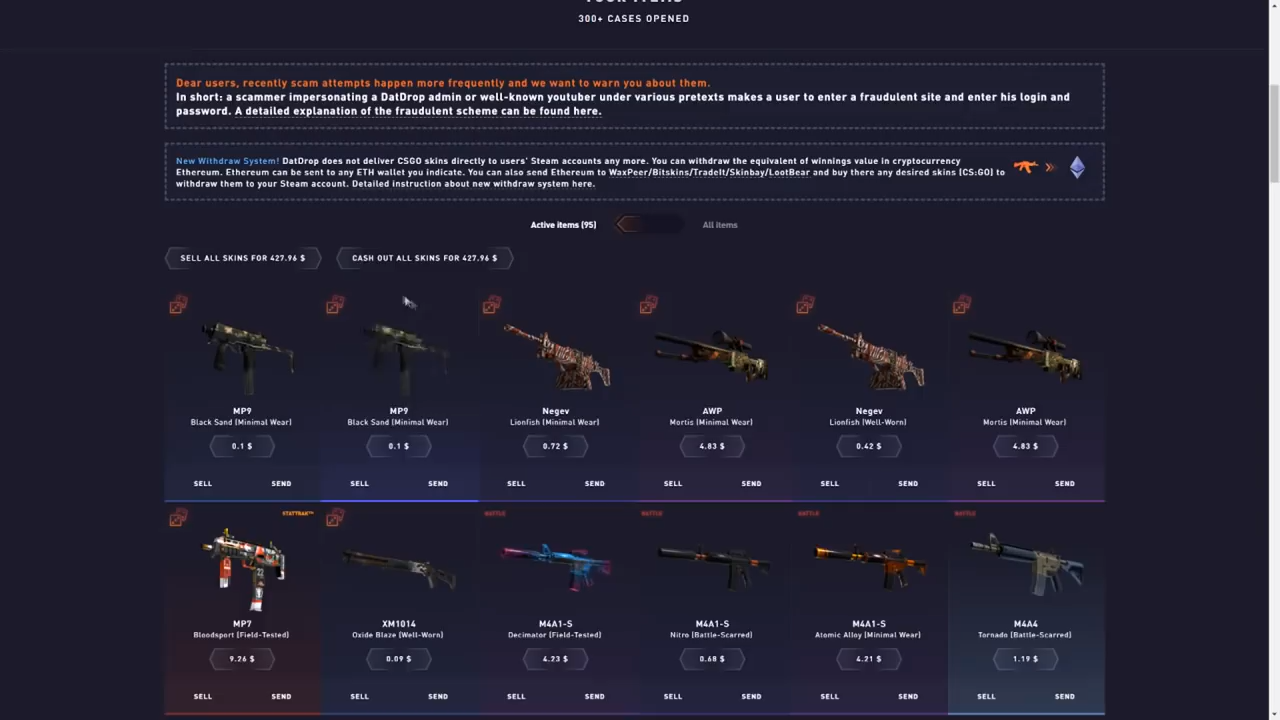 300+ CASES OPENED
Dear users, recently scam attempts happen more frequently and we want to warn you about them.
In short: a scammer impersonating a DatDrop admin or well-known youtuber under various pretexts makes a user to enter a fraudulent site and enter his login and
password. A detailed explanation of the fraudulent scheme can be found here.
New Withdraw System! DatDrop does not deliver CSGO skins directly to users' Steam accounts any more. You can withdraw the equivalent of winnings value in cryptocurrency
Ethereum. Ethereum can be sent to any ETH wallet you indicate. You can also send Ethereum to WaxPeer/Bitskins/TradeIt/Skinbay/LootBear and buy there any desired skins (CS:GO) to
withdraw them to your Steam account. Detailed instruction about new withdraw system here.
Active items (95) All items
SELL ALL SKINS FOR 427.96 $ CASH OUT ALL SKINS FOR 427.96 $
MP9 MP9 Negev AWP Negev AWP
Black Sand (Minimal Wear) Black Sand (Minimal Wear) Lionfish (Minimal Wear) Mortis (Minimal Wear) Lionfish (Well-Worn) Mortis (Minimal Wear)
0.1 $ 0.1 $ 0.72 $ 4.83 $ 0.42 $ 4.83 $
SELL SEND SELL SEND SELL SEND SELL SEND SELL SEND SELL SEND
STATTRAK™ BATTLE BATTLE BATTLE BATTLE
MP7 XM1014 M4A1-S M4A1-S M4A1-S M4A4
Bloodsport (Field-Tested) Oxide Blaze (Well-Worn) Decimator (Field-Tested) Nitro (Battle-Scarred) Atomic Alloy (Minimal Wear) Tornado (Battle-Scarred)
9.26 $ 0.09 $ 4.23 $ 0.68 $ 4.21 $ 1.19 $
SELL SEND SELL SEND SELL SEND SELL SEND SELL SEND SELL SEND